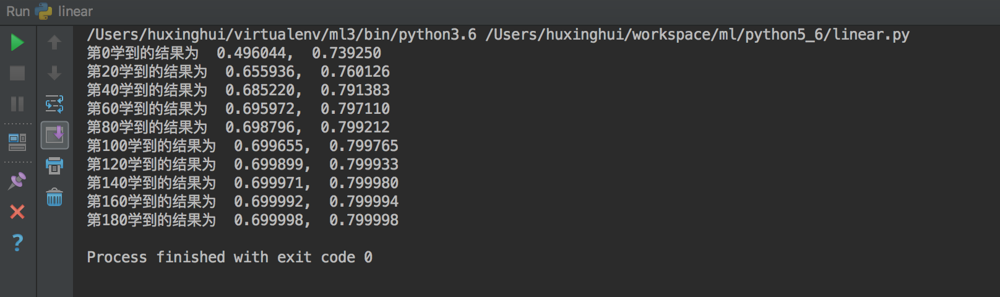 Run linear
/Users/huxinghui/virtualenv/ml3/bin/python3.6 /Users/huxinghui/workspace/ml/python5_6/linear.py
第0学到的结果为  0.496044,  0.739250
第20学到的结果为  0.655936,  0.760126
第40学到的结果为  0.685220,  0.791383
第60学到的结果为  0.695972,  0.797110
第80学到的结果为  0.698796,  0.799212
第100学到的结果为  0.699655,  0.799765
第120学到的结果为  0.699899,  0.799933
第140学到的结果为  0.699971,  0.799980
第160学到的结果为  0.699992,  0.799994
第180学到的结果为  0.699998,  0.799998
Process finished with exit code 0